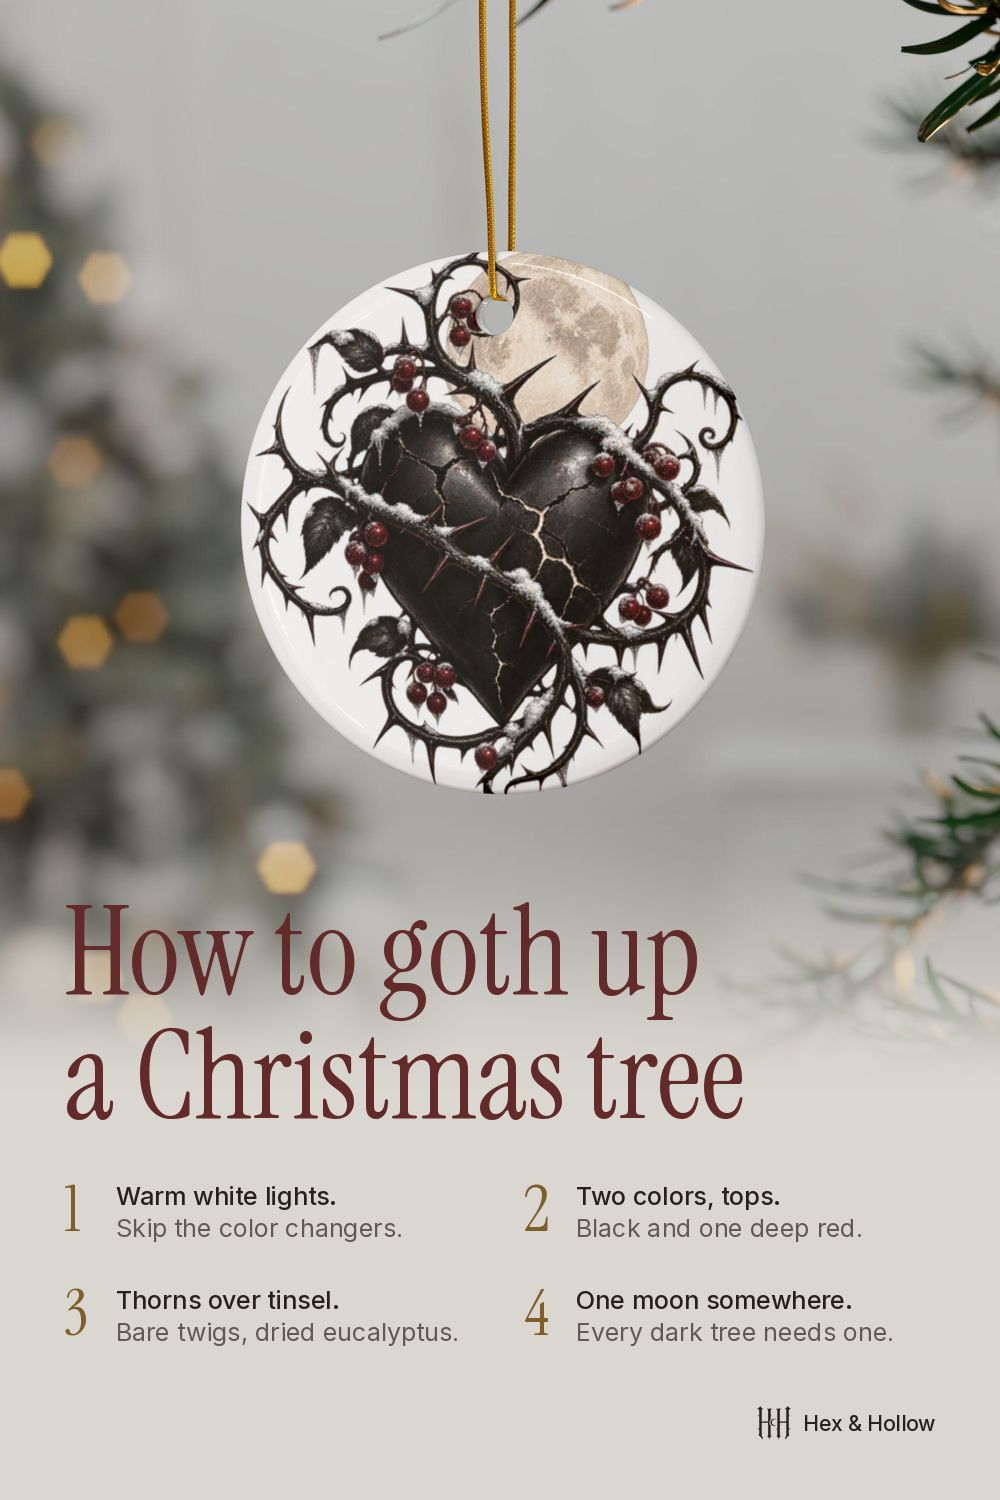 How to goth up
a Christmas tree
1 Warm white lights.
Skip the color changers.
2 Two colors, tops.
Black and one deep red.
3 Thorns over tinsel.
Bare twigs, dried eucalyptus.
4 One moon somewhere.
Every dark tree needs one.
HCH Hex & Hollow